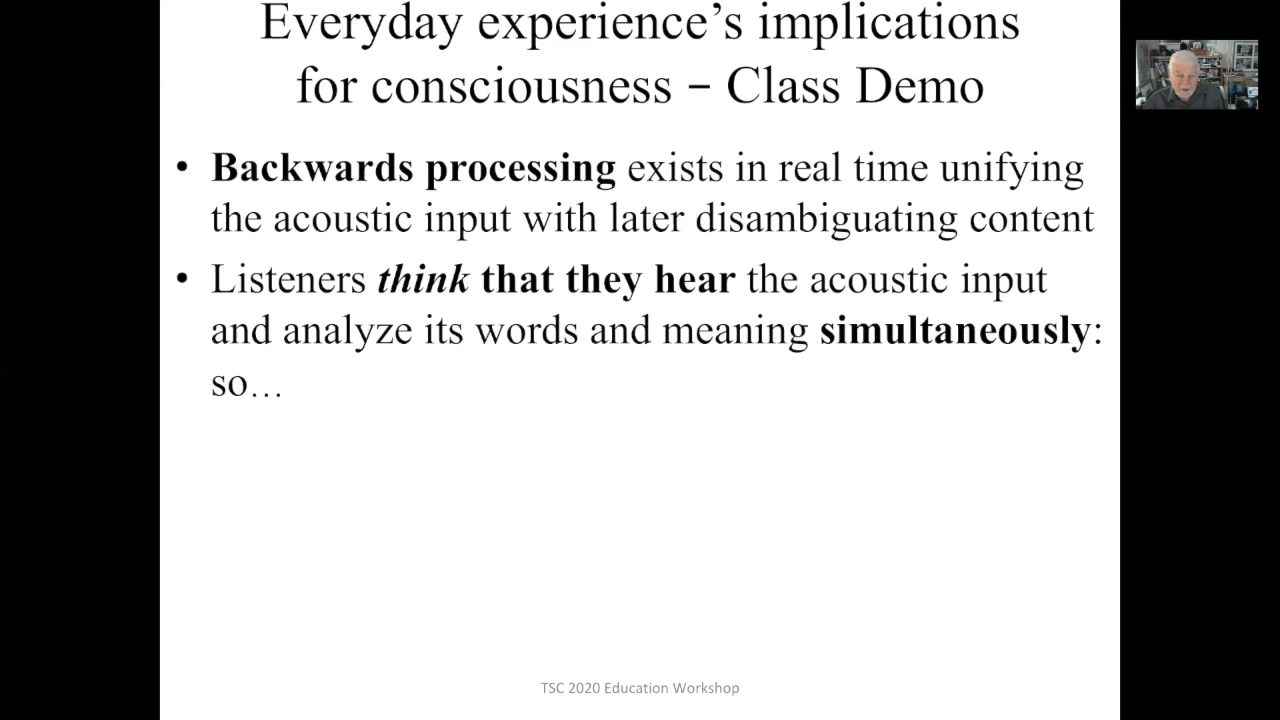 Everyday experience's implications
for consciousness – Class Demo
• Backwards processing exists in real time unifying
the acoustic input with later disambiguating content
• Listeners think that they hear the acoustic input
and analyze its words and meaning simultaneously:
so…
TSC 2020 Education Workshop